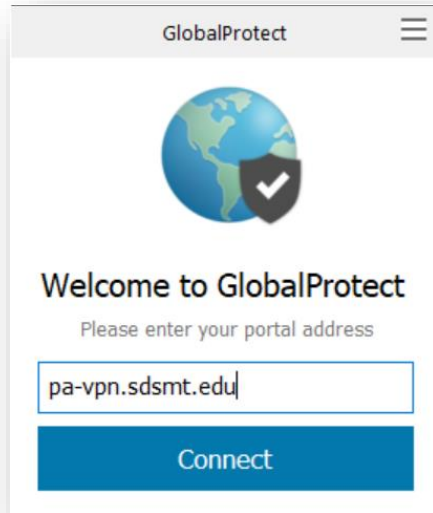 GlobalProtect
Welcome to GlobalProtect
Please enter your portal address
pa-vpn.sdsmt.edu
Connect